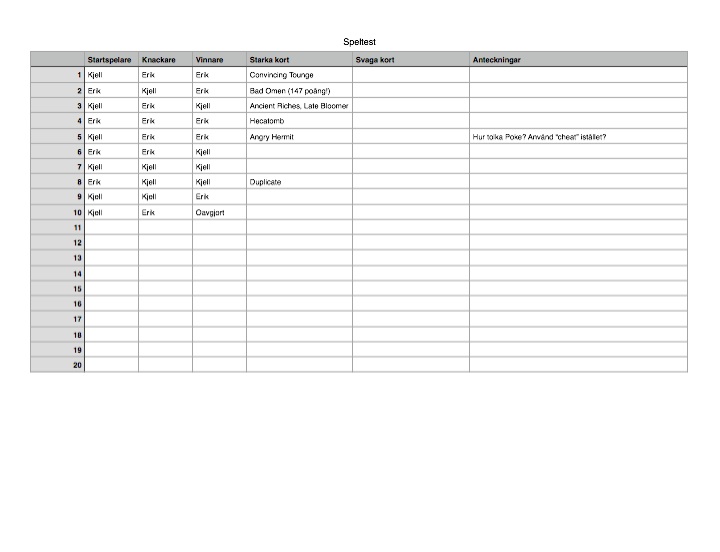 Speltest
Startspelare Knackare Vinnare Starka kort Svaga kort Anteckningar
1 Kjell Erik Erik Convincing Tounge
2 Erik Kjell Erik Bad Omen (147 poäng!)
3 Kjell Erik Kjell Ancient Riches, Late Bloomer
4 Erik Erik Erik Hecatomb
5 Kjell Erik Erik Angry Hermit Hur tolka Poke? Använd "cheat" istället?
6 Erik Erik Kjell
7 Kjell Kjell Kjell
8 Erik Kjell Kjell Duplicate
9 Kjell Kjell Erik
10 Kjell Erik Oavgjort
11
12
13
14
15
16
17
18
19
20